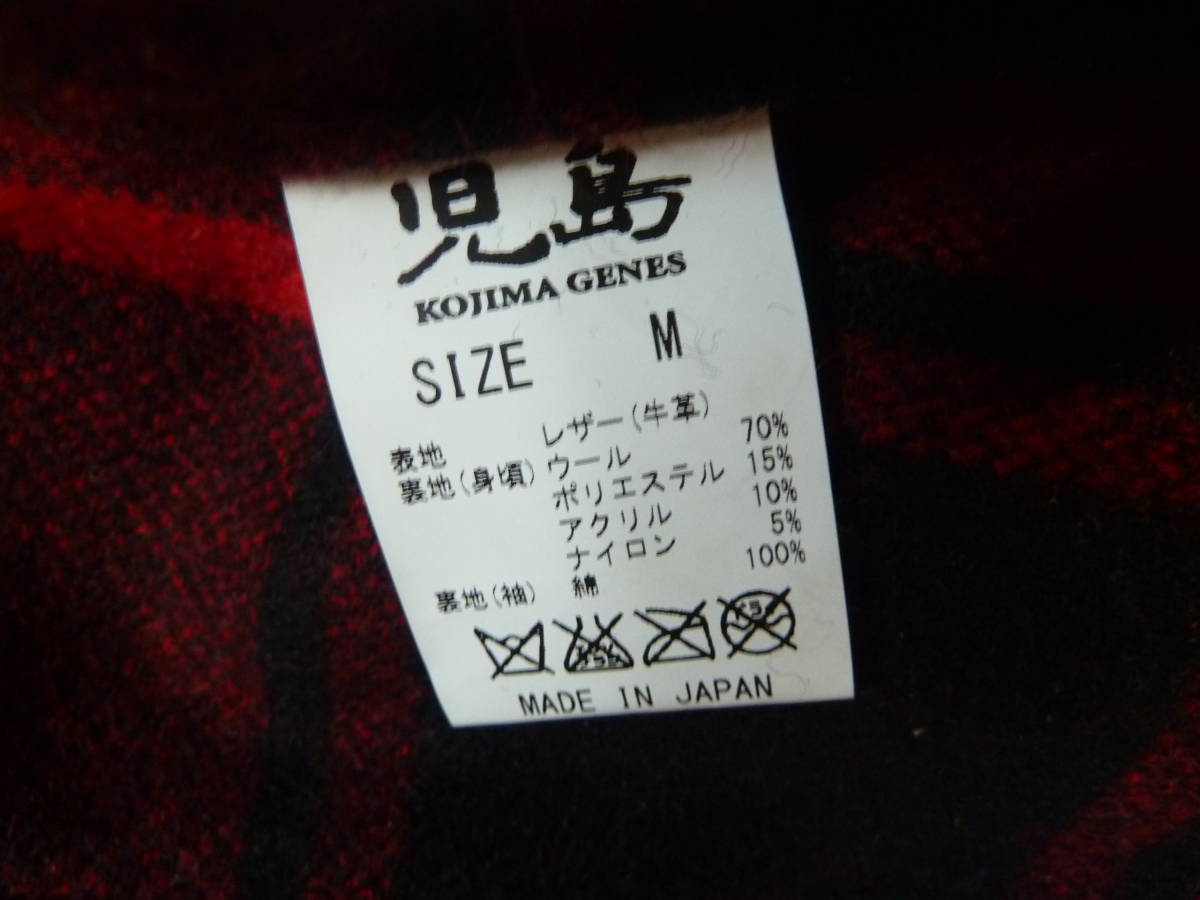 児島
KOJIMA GENES
SIZE M
表地 レザー(牛革)
裏地(身頃) ウール 70%
ポリエステル 15%
アクリル 10%
ナイロン 5%
裏地(袖) 綿 100%
MADE IN JAPAN